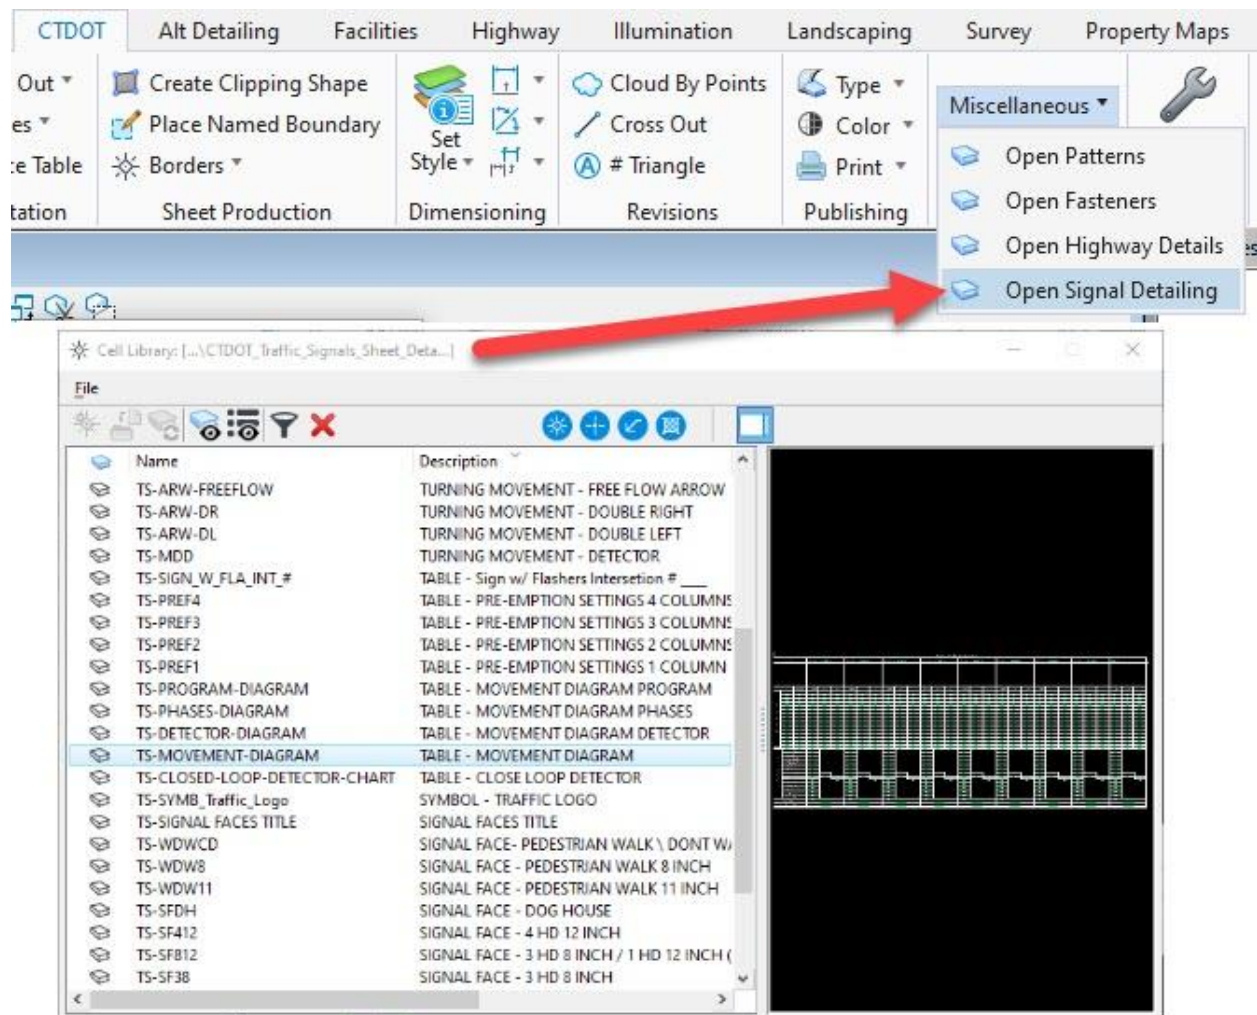 CTDOT Alt Detailing Facilities Highway Illumination Landscaping Survey Property Maps
Out Create Clipping Shape Cloud By Points Type Miscellaneous
es Place Named Boundary Set Style Cross Out Color
e Table Borders # Triangle Print
tation Sheet Production Dimensioning Revisions Publishing
Open Patterns
Open Fasteners
Open Highway Details
Open Signal Detailing
Cell Library: [...\CTDOT_Traffic_Signals_Sheet_Deta...]
File
Name Description
TS-ARW-FREEFLOW TURNING MOVEMENT - FREE FLOW ARROW
TS-ARW-DR TURNING MOVEMENT - DOUBLE RIGHT
TS-ARW-DL TURNING MOVEMENT - DOUBLE LEFT
TS-MDD TURNING MOVEMENT - DETECTOR
TS-SIGN_W_FLA_INT_# TABLE - Sign w/ Flashers Intersetion # ___
TS-PREF4 TABLE - PRE-EMPTION SETTINGS 4 COLUMNS
TS-PREF3 TABLE - PRE-EMPTION SETTINGS 3 COLUMNS
TS-PREF2 TABLE - PRE-EMPTION SETTINGS 2 COLUMNS
TS-PREF1 TABLE - PRE-EMPTION SETTINGS 1 COLUMN
TS-PROGRAM-DIAGRAM TABLE - MOVEMENT DIAGRAM PROGRAM
TS-PHASES-DIAGRAM TABLE - MOVEMENT DIAGRAM PHASES
TS-DETECTOR-DIAGRAM TABLE - MOVEMENT DIAGRAM DETECTOR
TS-MOVEMENT-DIAGRAM TABLE - MOVEMENT DIAGRAM
TS-CLOSED-LOOP-DETECTOR-CHART TABLE - CLOSE LOOP DETECTOR
TS-SYMB_Traffic_Logo SYMBOL - TRAFFIC LOGO
TS-SIGNAL FACES TITLE SIGNAL FACES TITLE
TS-WDWCD SIGNAL FACE- PEDESTRIAN WALK \ DONT WA
TS-WDW8 SIGNAL FACE - PEDESTRIAN WALK 8 INCH
TS-WDW11 SIGNAL FACE - PEDESTRIAN WALK 11 INCH
TS-SFDH SIGNAL FACE - DOG HOUSE
TS-SF412 SIGNAL FACE - 4 HD 12 INCH
TS-SF812 SIGNAL FACE - 3 HD 8 INCH / 1 HD 12 INCH (
TS-SF38 SIGNAL FACE - 3 HD 8 INCH